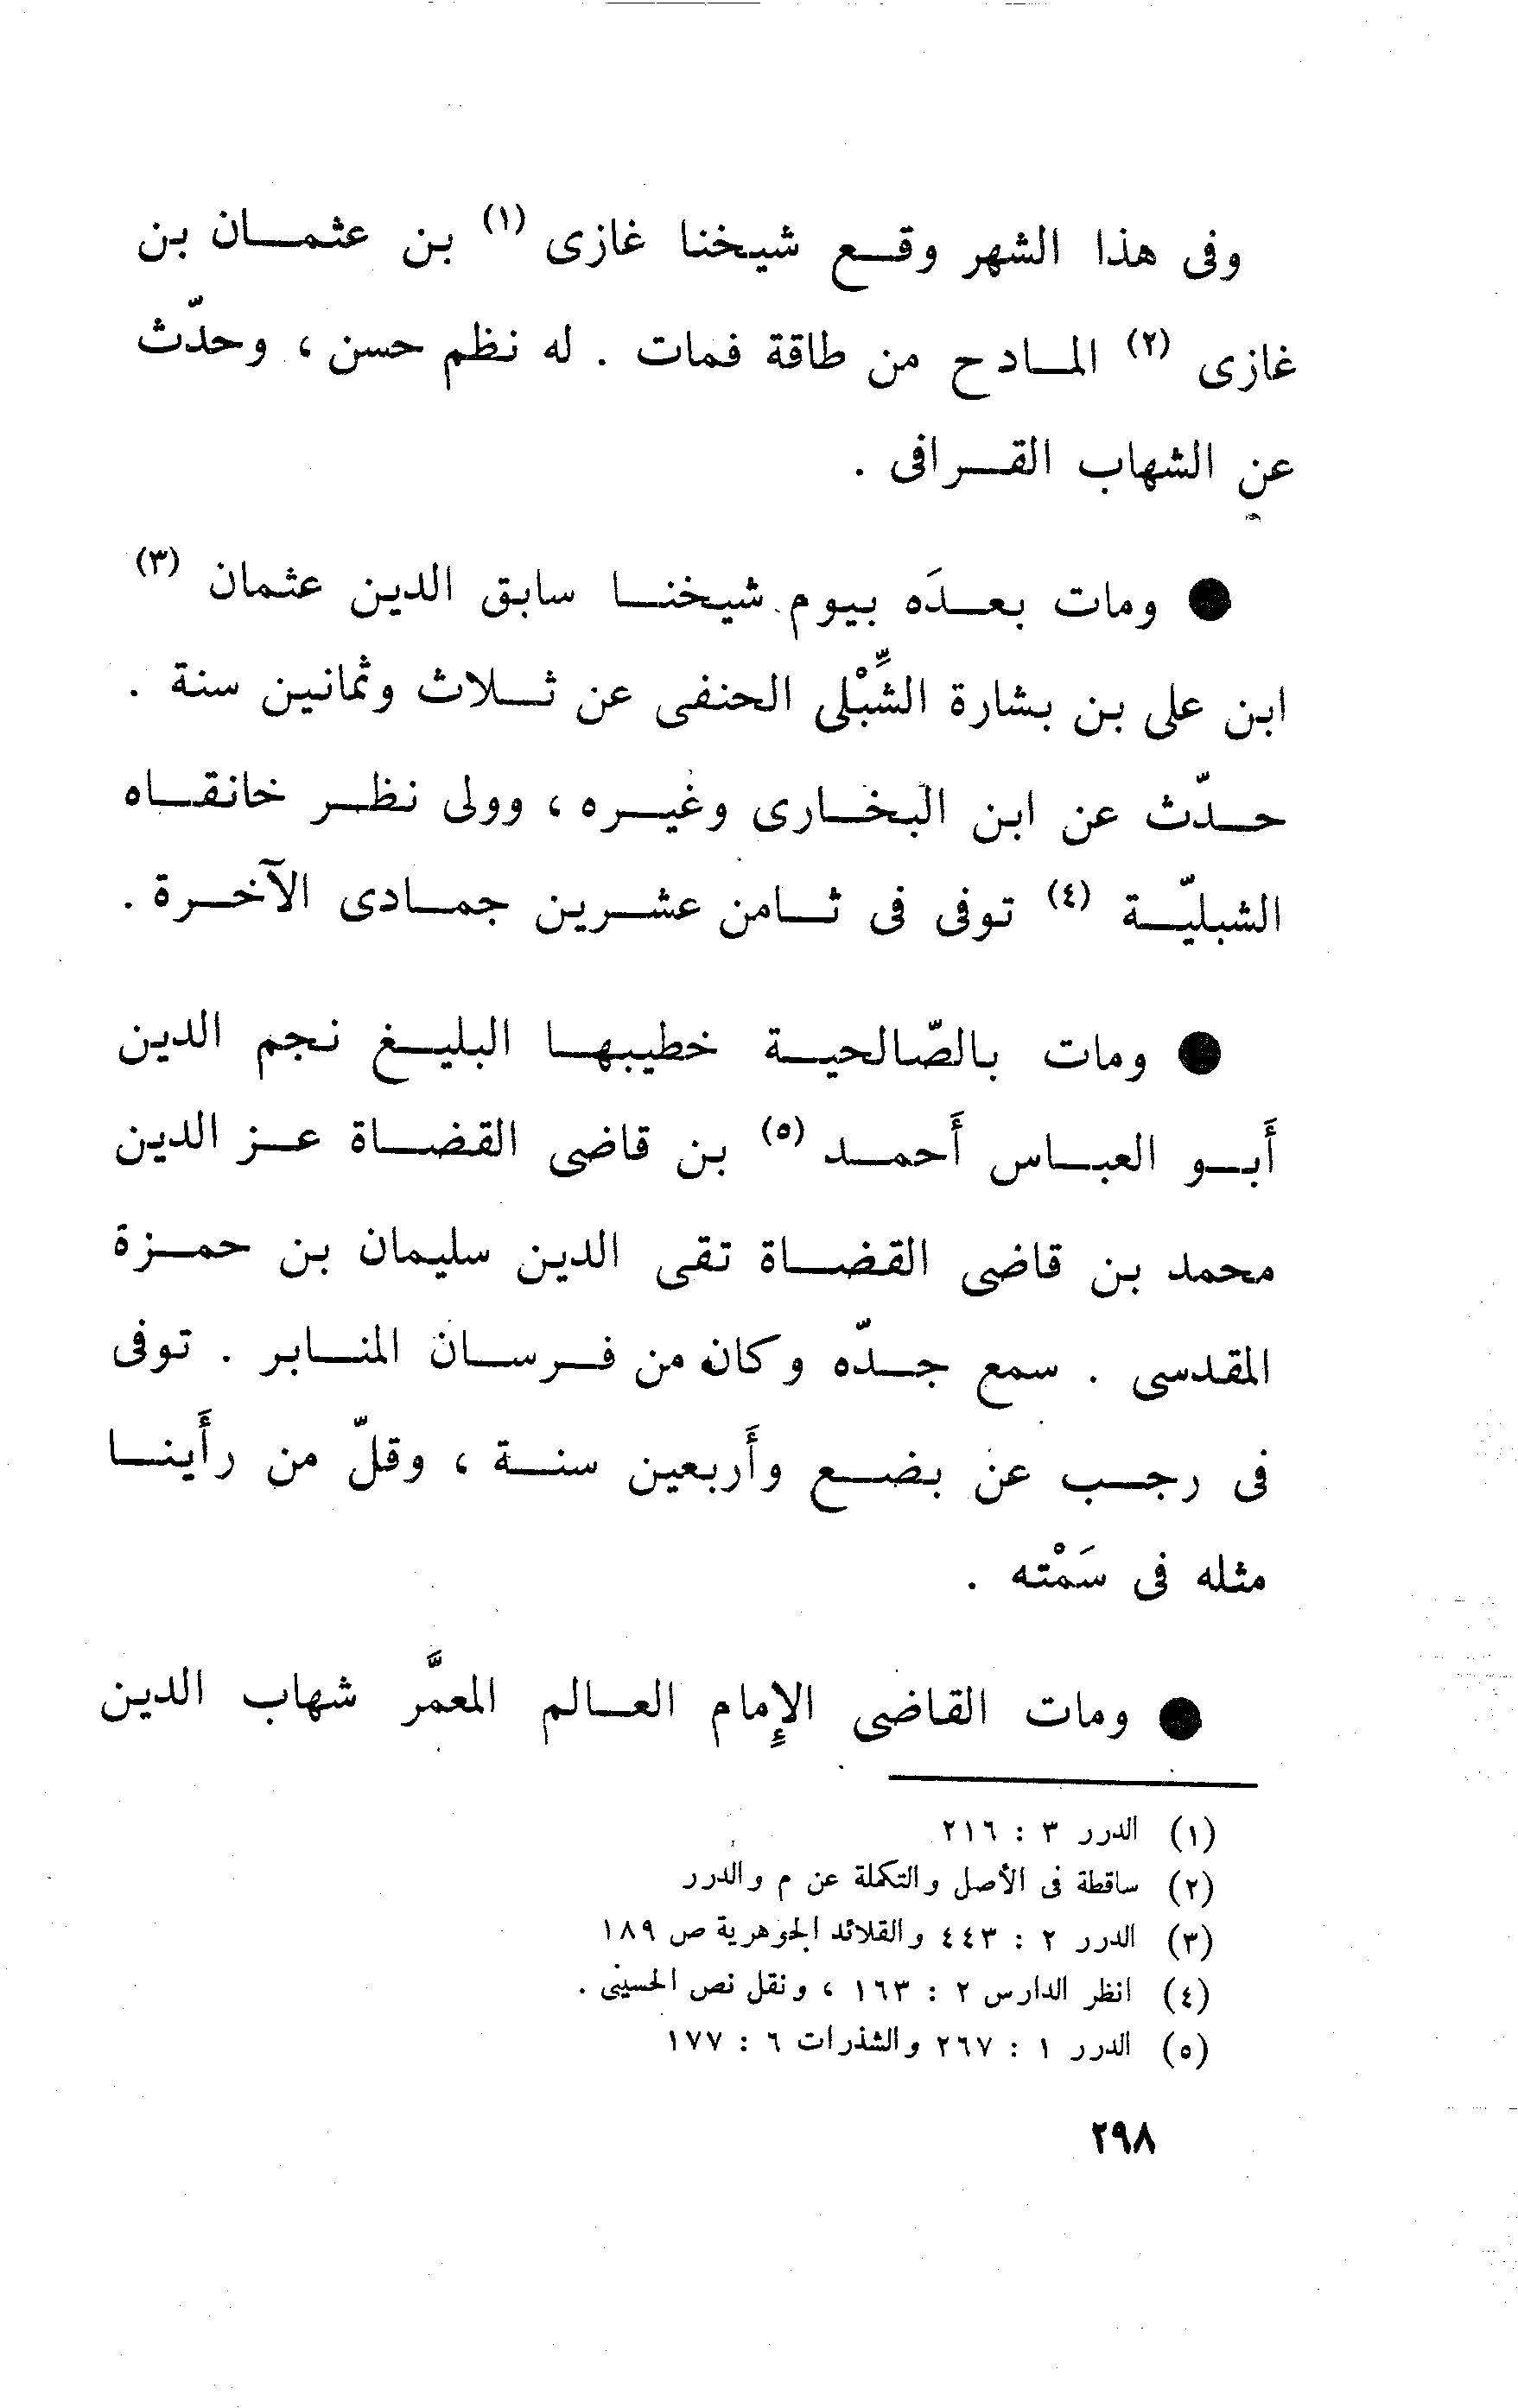 وفى هذا الشهر وقع شيخنا غازى (١) بن عثمان بن
غازى (٢) المادح من طاقة فمات . له نظم حسن ، وحدّث
عن الشهاب القرافى .
● ومات بعدَه بيوم شيخنا سابق الدين عثمان (٣)
ابن على بن بشارة الشِّبْلى الحنفى عن ثلاث وثمانين سنة .
حدّث عن ابن البخارى وغيره ، وولى نظر خانقاه
الشبليّة (٤) توفى فى ثامن عشرين جمادى الآخرة .
● ومات بالصّالحية خطيبها البليغ نجم الدين
أَبو العباس أَحمد (٥) بن قاضى القضاة عز الدين
محمد بن قاضى القضاة تقى الدين سليمان بن حمزة
المقدسى . سمع جدّه وكان من فرسان المنابر . توفى
فى رجب عن بضع وأَربعين سنة ، وقلّ من رأَينا
مثله فى سَمْته .
● ومات القاضى الإِمام العالم المعمَّر شهاب الدين
(١) الدرر ٣ : ٢١٦
(٢) ساقطة فى الأصل والتكملة عن م والدرر
(٣) الدرر ٢ : ٤٤٣ والقلائد الجوهرية ص ١٨٩
(٤) انظر الدارس ٢ : ١٦٣ ، ونقل نص الحسينى .
(٥) الدرر ١ : ٢٦٧ والشذرات ٦ : ١٧٧
٢٩٨